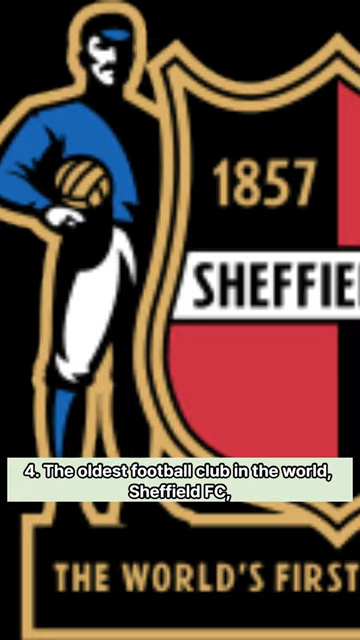 1857
SHEFFIE
4. The oldest football club in the world,
Sheffield FC,
THE WORLD'S FIRST